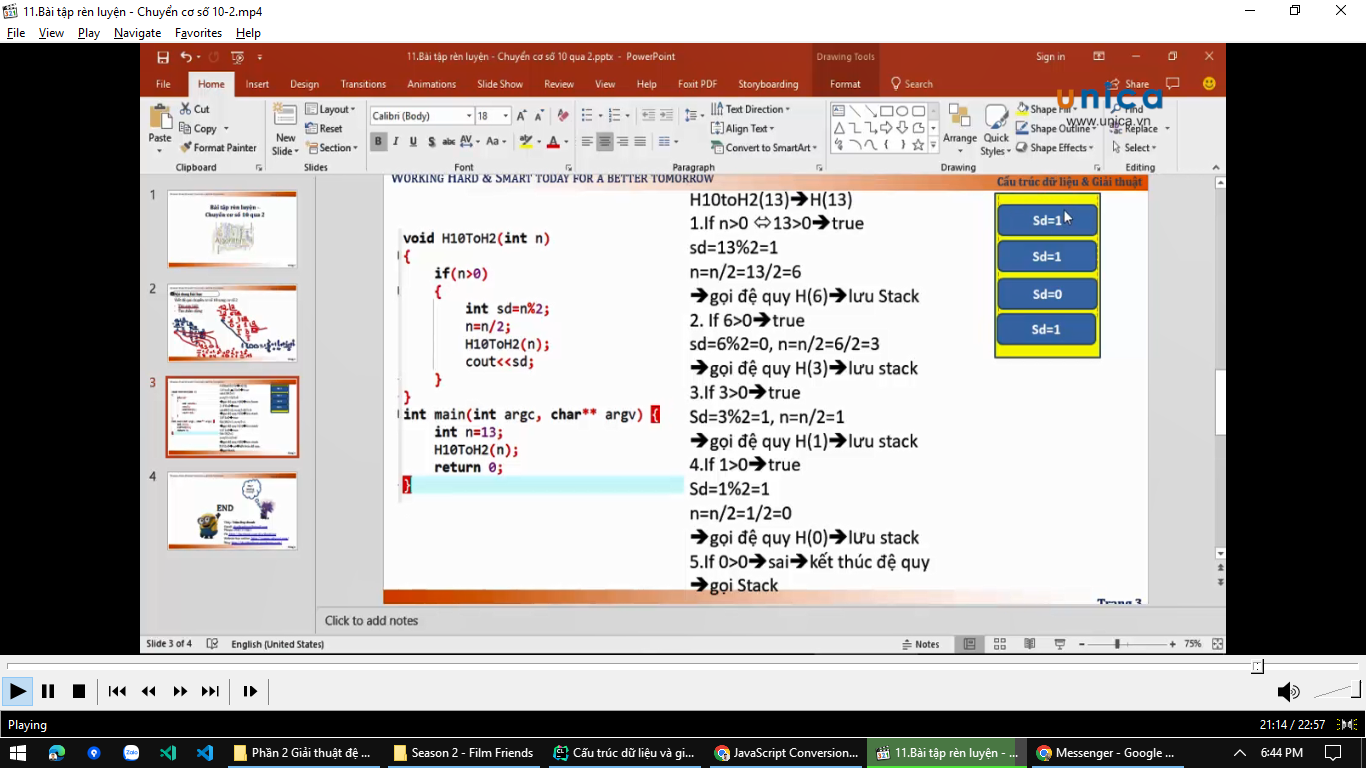 11.Bài tập rèn luyện - Chuyển cơ số 10-2.mp4
File View Play Navigate Favorites Help
11.Bài tập rèn luyện - Chuyển cơ số 10 qua 2.pptx - PowerPoint
Drawing Tools
Sign in
File Home Insert Design Transitions Animations Slide Show Review View Help Foxit PDF Storyboarding Format Search Share
unica
www.unica.vn
Paste
Cut
Copy
Format Painter
Clipboard
New Slide
Layout
Reset
Section
Slides
Calibri (Body) 18
Font
Text Direction
Align Text
Convert to SmartArt
Paragraph
Arrange
Quick Styles
Shape Fill
Shape Outline
Shape Effects
Drawing
Find
Replace
Select
Editing
1
Bài tập rèn luyện –
Chuyển cơ số 10 qua 2
2
3
4
END
WORKING HARD & SMART TODAY FOR A BETTER TOMORROW
Cấu trúc dữ liệu & Giải thuật
void H10ToH2(int n)
{
if(n>0)
{
int sd=n%2;
n=n/2;
H10ToH2(n);
cout<<sd;
}
}
int main(int argc, char** argv) {
int n=13;
H10ToH2(n);
return 0;
}
H10toH2(13)➔H(13)
1.If n>0 ⇔13>0➔true
sd=13%2=1
n=n/2=13/2=6
➔gọi đệ quy H(6)➔lưu Stack
2. If 6>0➔true
sd=6%2=0, n=n/2=6/2=3
➔gọi đệ quy H(3)➔lưu stack
3.If 3>0➔true
Sd=3%2=1, n=n/2=1
➔gọi đệ quy H(1)➔lưu stack
4.If 1>0➔true
Sd=1%2=1
n=n/2=1/2=0
➔gọi đệ quy H(0)➔lưu stack
5.If 0>0➔sai➔kết thúc đệ quy
➔gọi Stack
Sd=1
Sd=1
Sd=0
Sd=1
Trang 3
Click to add notes
Slide 3 of 4 English (United States) Notes 75%
Playing
21:14 / 22:57
Zalo
Phần 2 Giải thuật đệ ...
Season 2 - Film Friends
Cấu trúc dữ liệu và gi...
JavaScript Conversion...
11.Bài tập rèn luyện - ...
Messenger - Google ...
6:44 PM